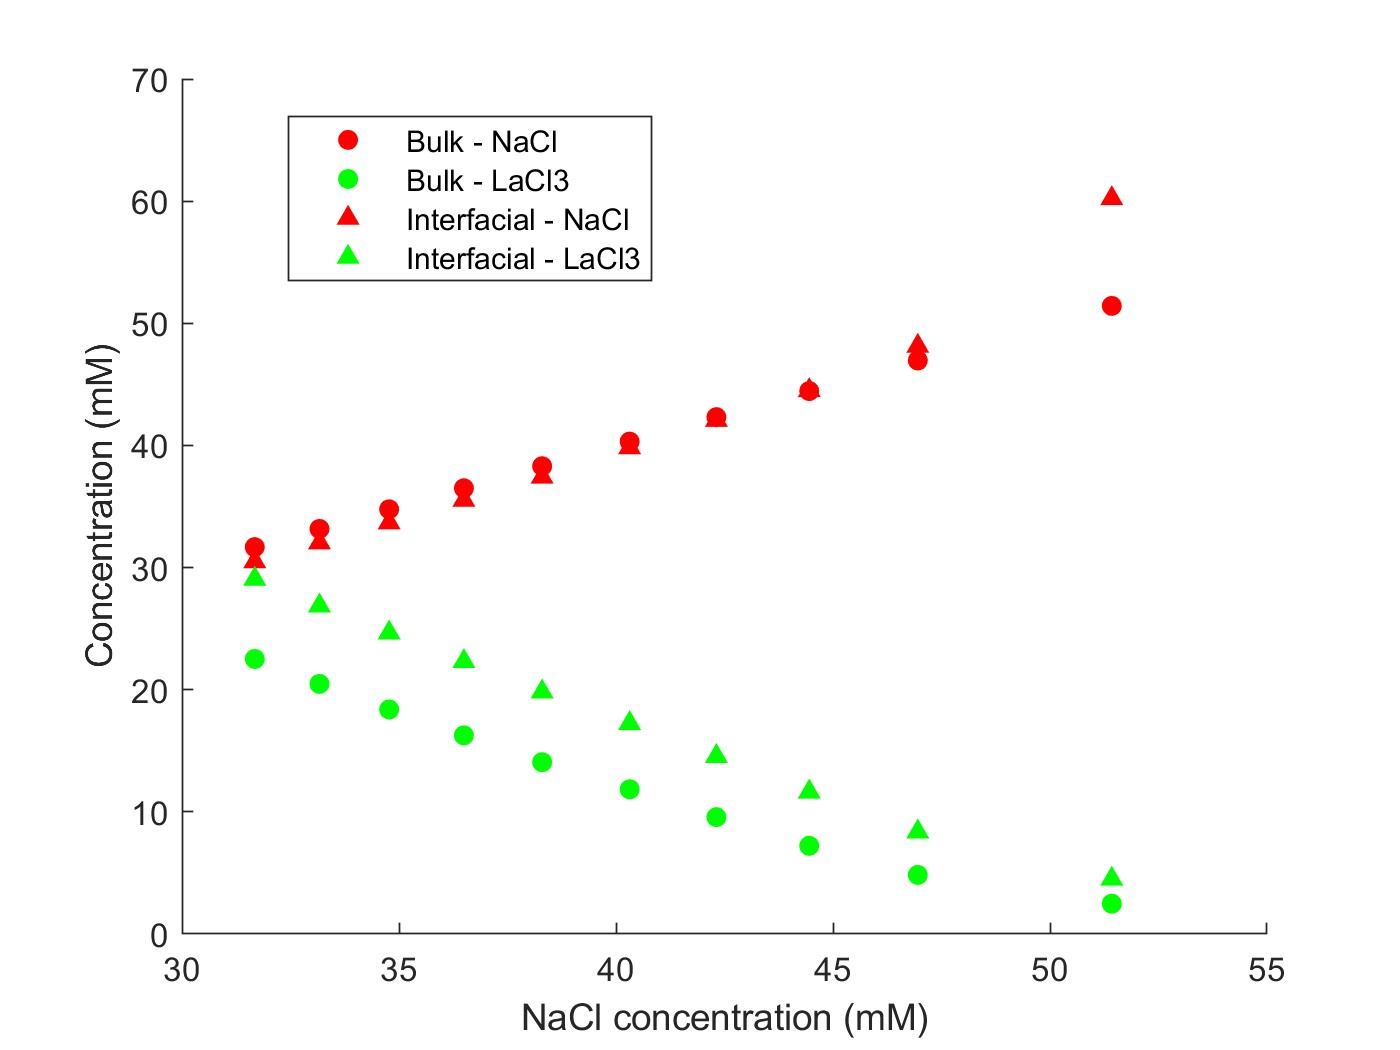 70
60
50
40
30
20
10
0
Bulk - NaCl
Bulk - LaCl3
Interfacial - NaCl
Interfacial - LaCl3
Concentration (mM)
30 35 40 45 50 55
NaCl concentration (mM)